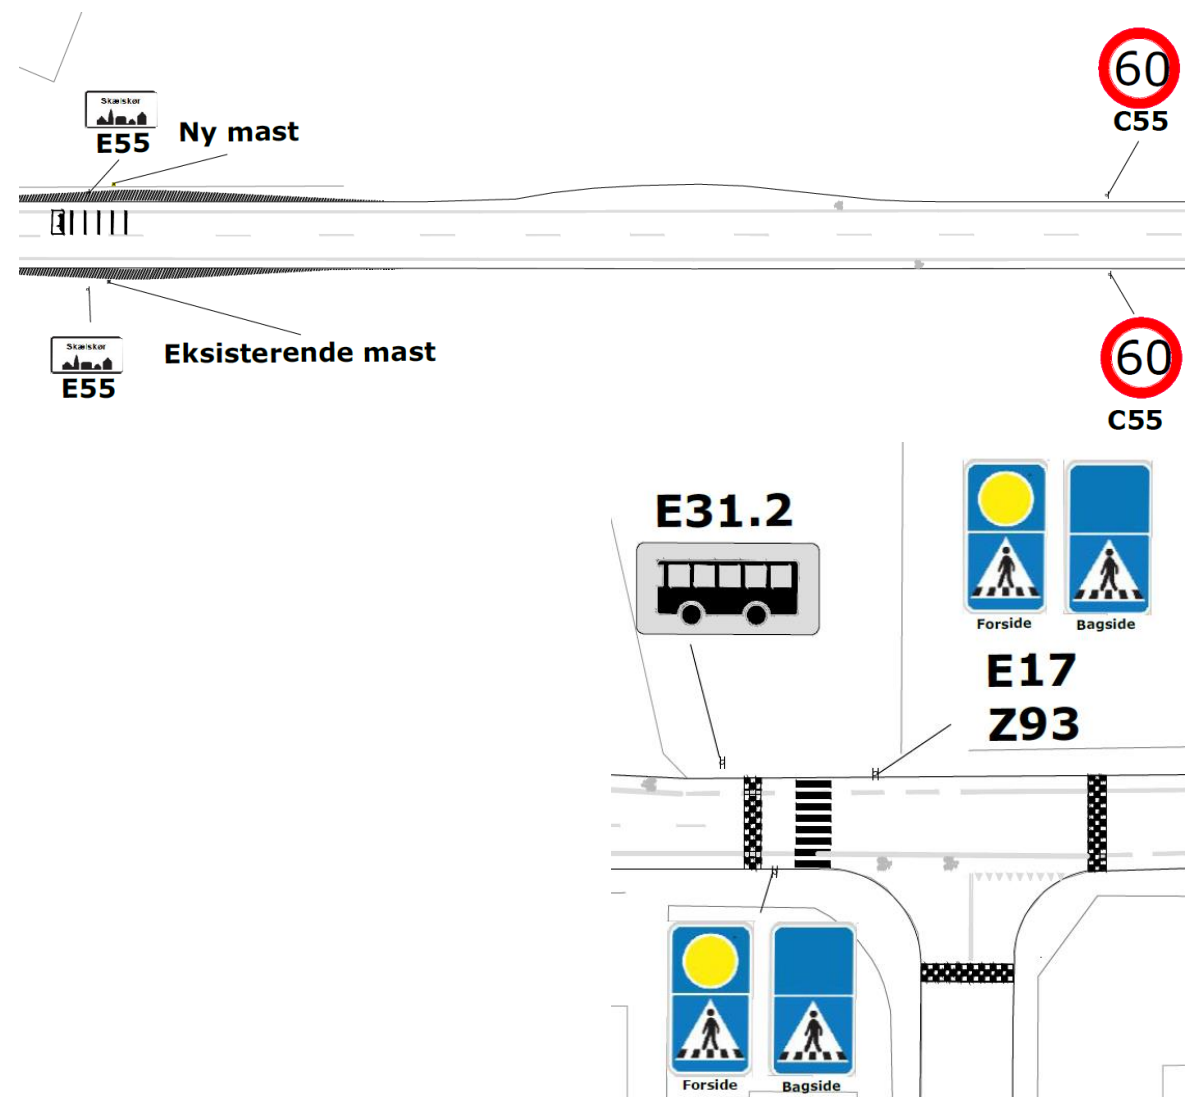 60
C55
Skælskør
E55
Ny mast
Skælskør
E55
Eksisterende mast
60
C55
E31.2
Forside
Bagside
E17
Z93
Forside
Bagside